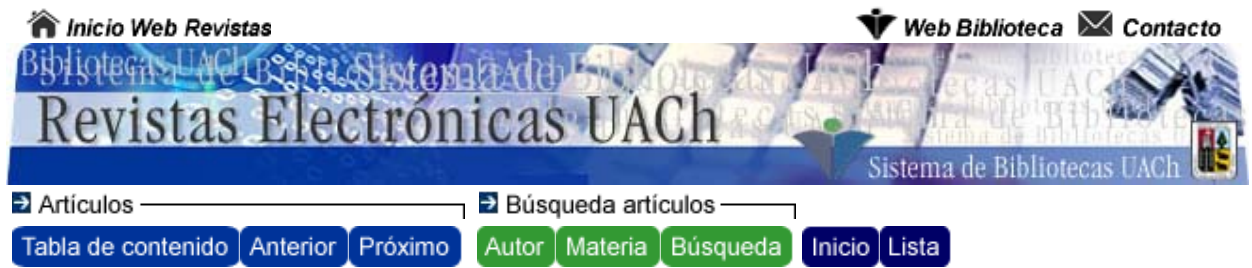 Inicio Web Revistas Web Biblioteca Contacto
Revistas Electrónicas UACh
Sistema de Bibliotecas UACh
Artículos Búsqueda artículos
Tabla de contenido Anterior Próximo Autor Materia Búsqueda Inicio Lista